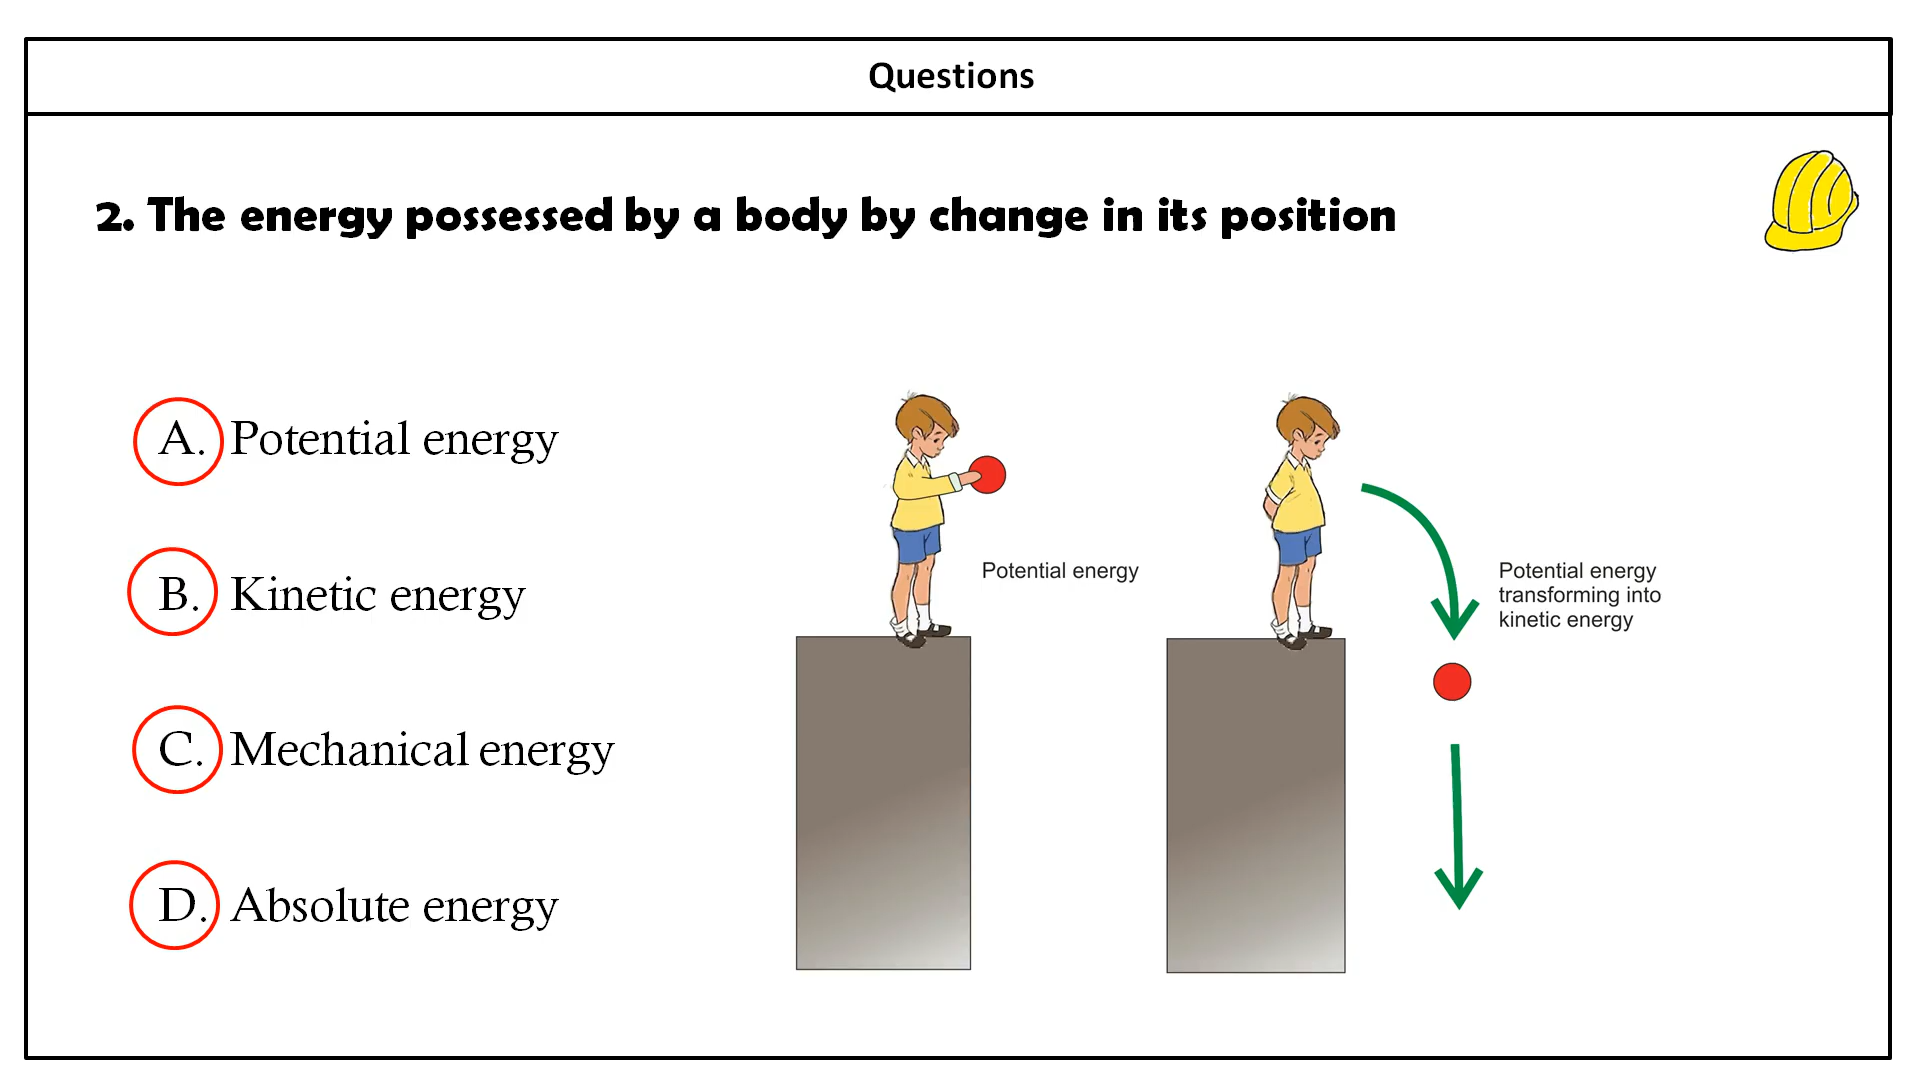 Questions
2. The energy possessed by a body by change in its position
A. Potential energy
B. Kinetic energy
C. Mechanical energy
D. Absolute energy
Potential energy
Potential energy
transforming into
kinetic energy